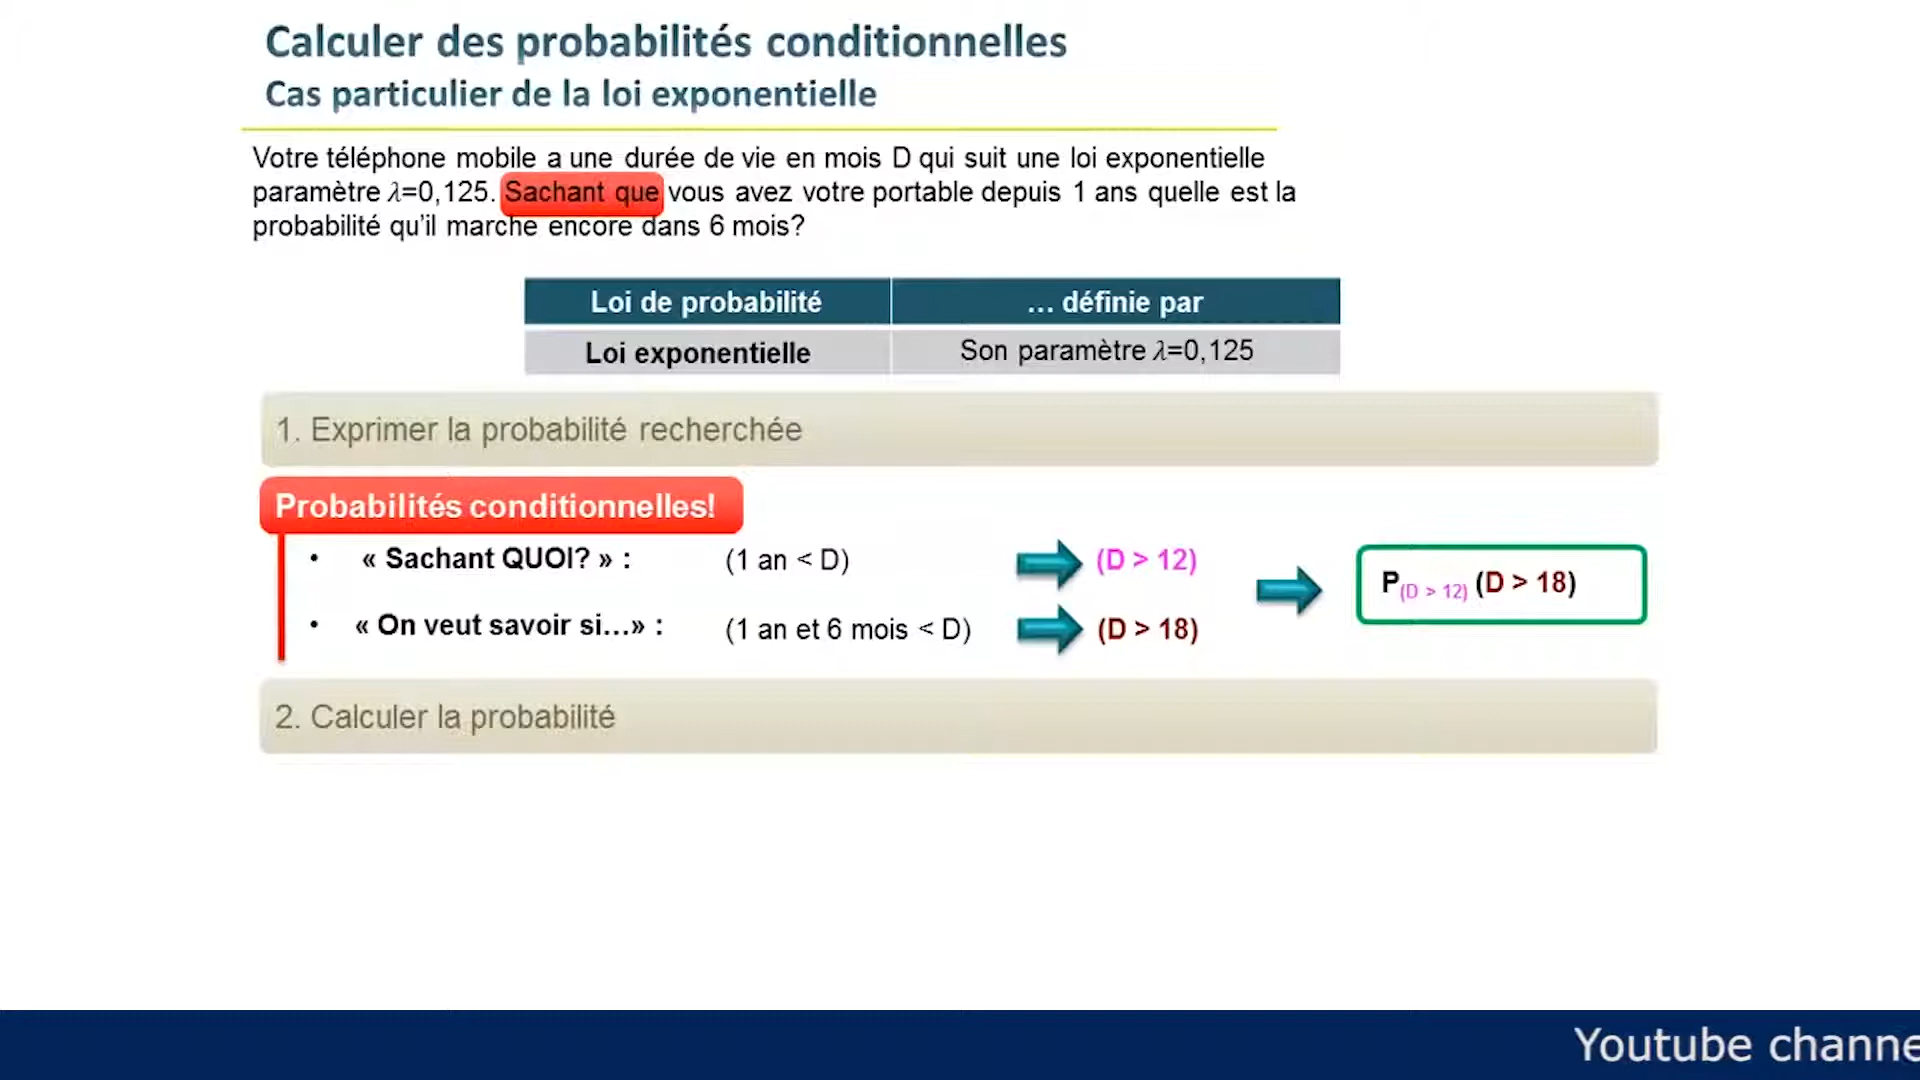 Calculer des probabilités conditionnelles
Cas particulier de la loi exponentielle
Votre téléphone mobile a une durée de vie en mois D qui suit une loi exponentielle
paramètre λ=0,125. Sachant que vous avez votre portable depuis 1 ans quelle est la
probabilité qu'il marche encore dans 6 mois?
Loi de probabilité … définie par
Loi exponentielle Son paramètre λ=0,125
1. Exprimer la probabilité recherchée
Probabilités conditionnelles!
• « Sachant QUOI? » : (1 an < D) (D > 12)
P(D > 12) (D > 18)
• « On veut savoir si…» : (1 an et 6 mois < D) (D > 18)
2. Calculer la probabilité
Youtube channe